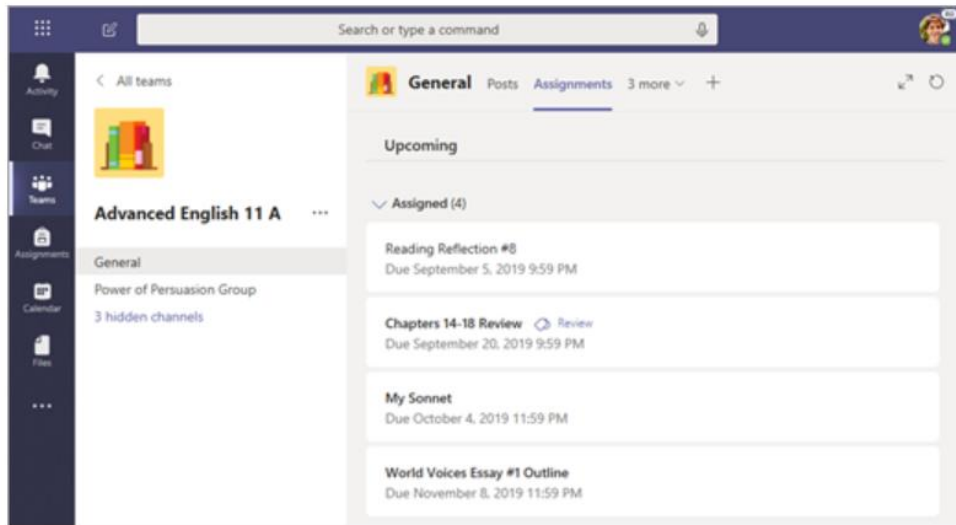 Search or type a command
Activity
Chat
Teams
Assignments
Calendar
Files
All teams
Advanced English 11 A
General
Power of Persuasion Group
3 hidden channels
General Posts Assignments 3 more +
Upcoming
Assigned (4)
Reading Reflection #8
Due September 5, 2019 9:59 PM
Chapters 14-18 Review Review
Due September 20, 2019 9:59 PM
My Sonnet
Due October 4, 2019 11:59 PM
World Voices Essay #1 Outline
Due November 8, 2019 11:59 PM